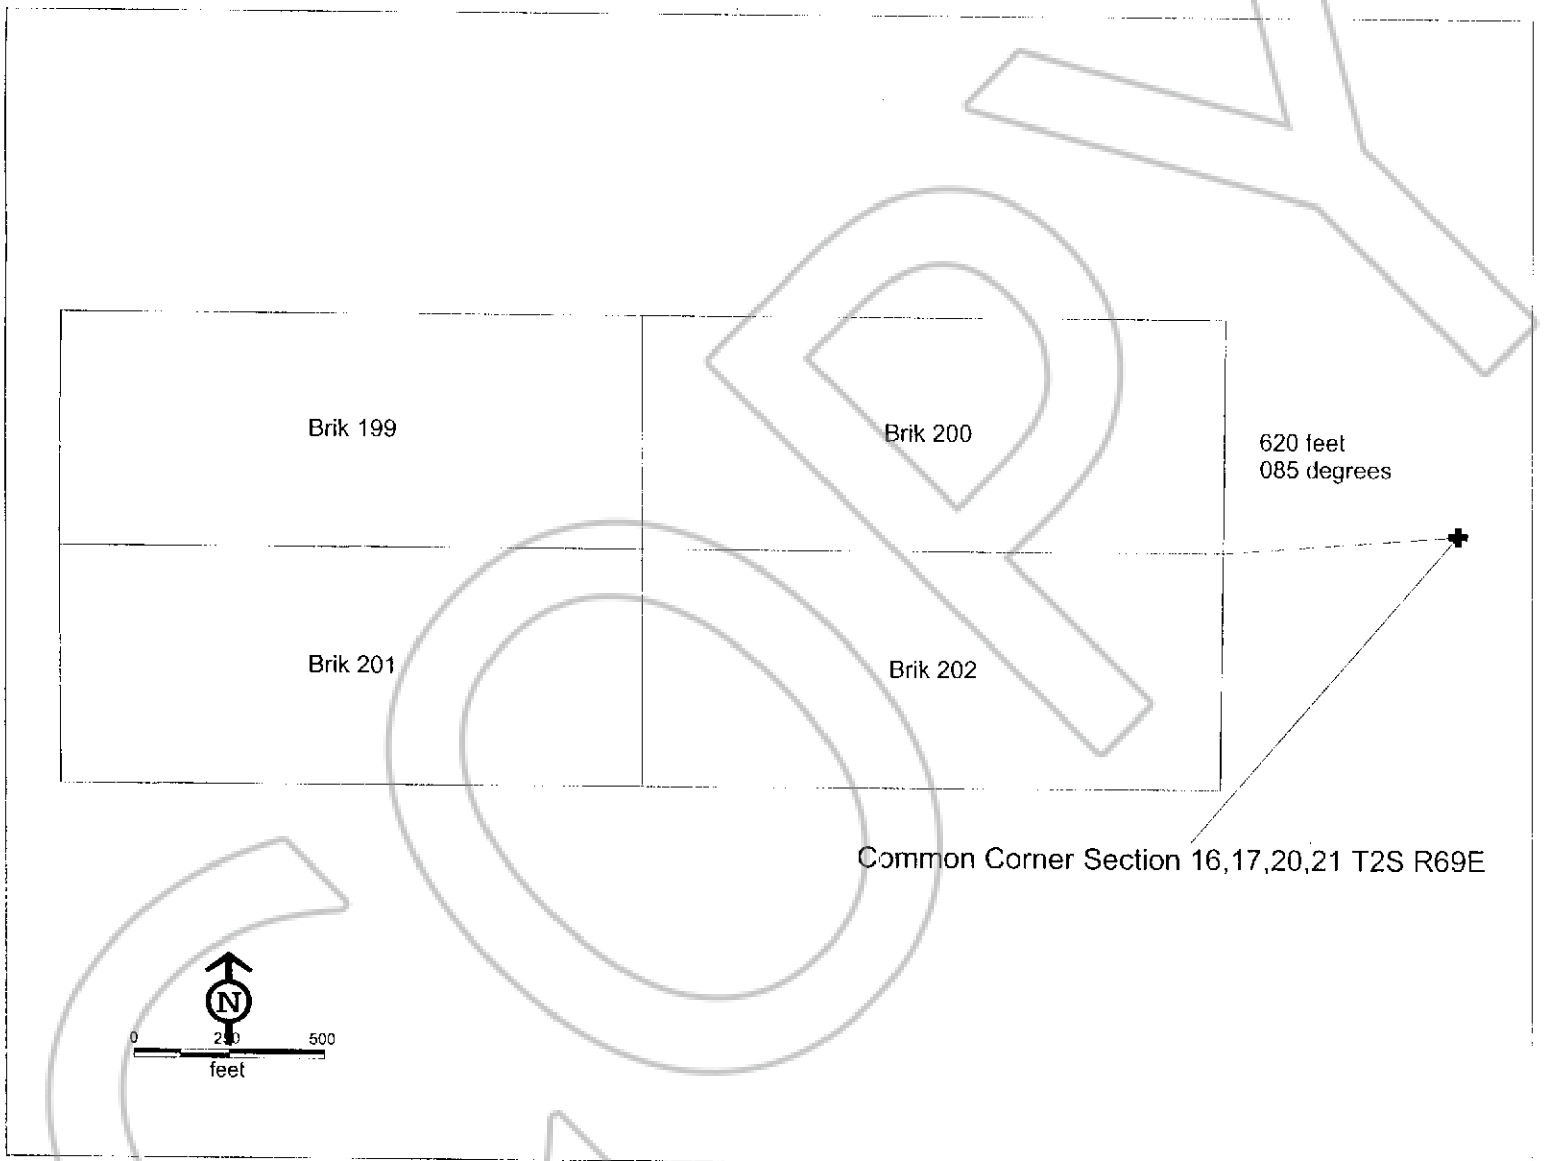 COPY
Brik 199
Brik 200
620 feet
085 degrees
Brik 201
Brik 202
Common Corner Section 16,17,20,21 T2S R69E
N
0 250 500
feet